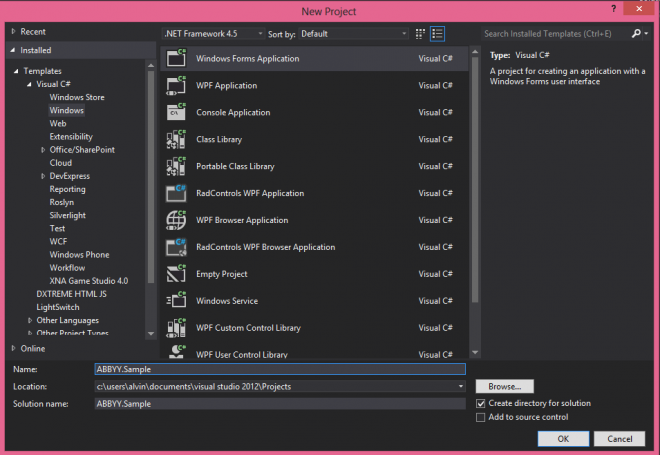 New Project
?
Recent
Installed
Templates
Visual C#
Windows Store
Windows
Web
Extensibility
Office/SharePoint
Cloud
DevExpress
Reporting
Roslyn
Silverlight
Test
WCF
Windows Phone
Workflow
XNA Game Studio 4.0
DXTREME HTML JS
LightSwitch
Other Languages
Other Project Types
Online
.NET Framework 4.5
Sort by:
Default
Windows Forms Application Visual C#
WPF Application Visual C#
Console Application Visual C#
Class Library Visual C#
Portable Class Library Visual C#
RadControls WPF Application Visual C#
WPF Browser Application Visual C#
RadControls WPF Browser Application Visual C#
Empty Project Visual C#
Windows Service Visual C#
WPF Custom Control Library Visual C#
WPF User Control Library Visual C#
Search Installed Templates (Ctrl+E)
Type: Visual C#
A project for creating an application with a
Windows Forms user interface
Name: ABBYY.Sample
Location: c:\users\alvin\documents\visual studio 2012\Projects
Browse...
Solution name: ABBYY.Sample
Create directory for solution
Add to source control
OK
Cancel